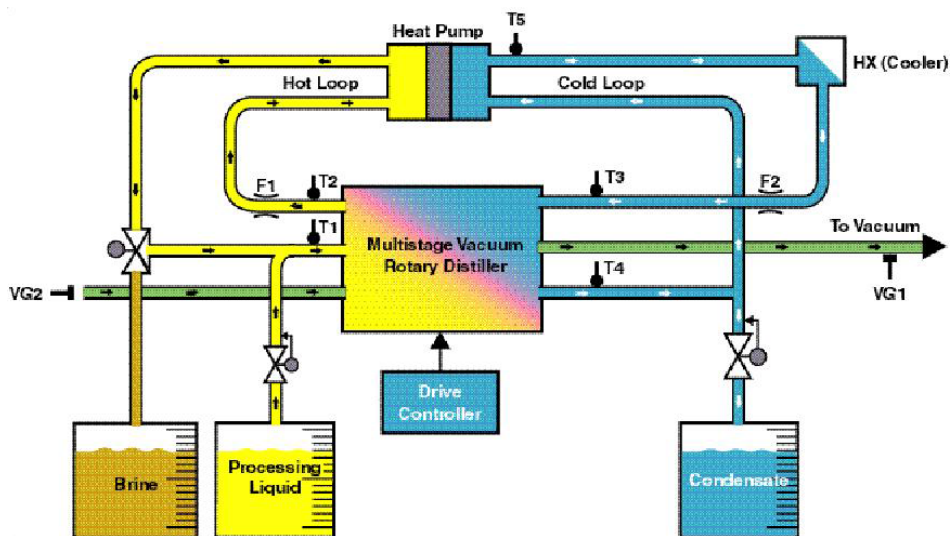 T5
Heat Pump
HX (Cooler)
Hot Loop
Cold Loop
F1
T2
T3
F2
T1
To Vacuum
Multistage Vacuum
Rotary Distiller
VG2
T4
VG1
Drive
Controller
Brine
Processing
Liquid
Condensate